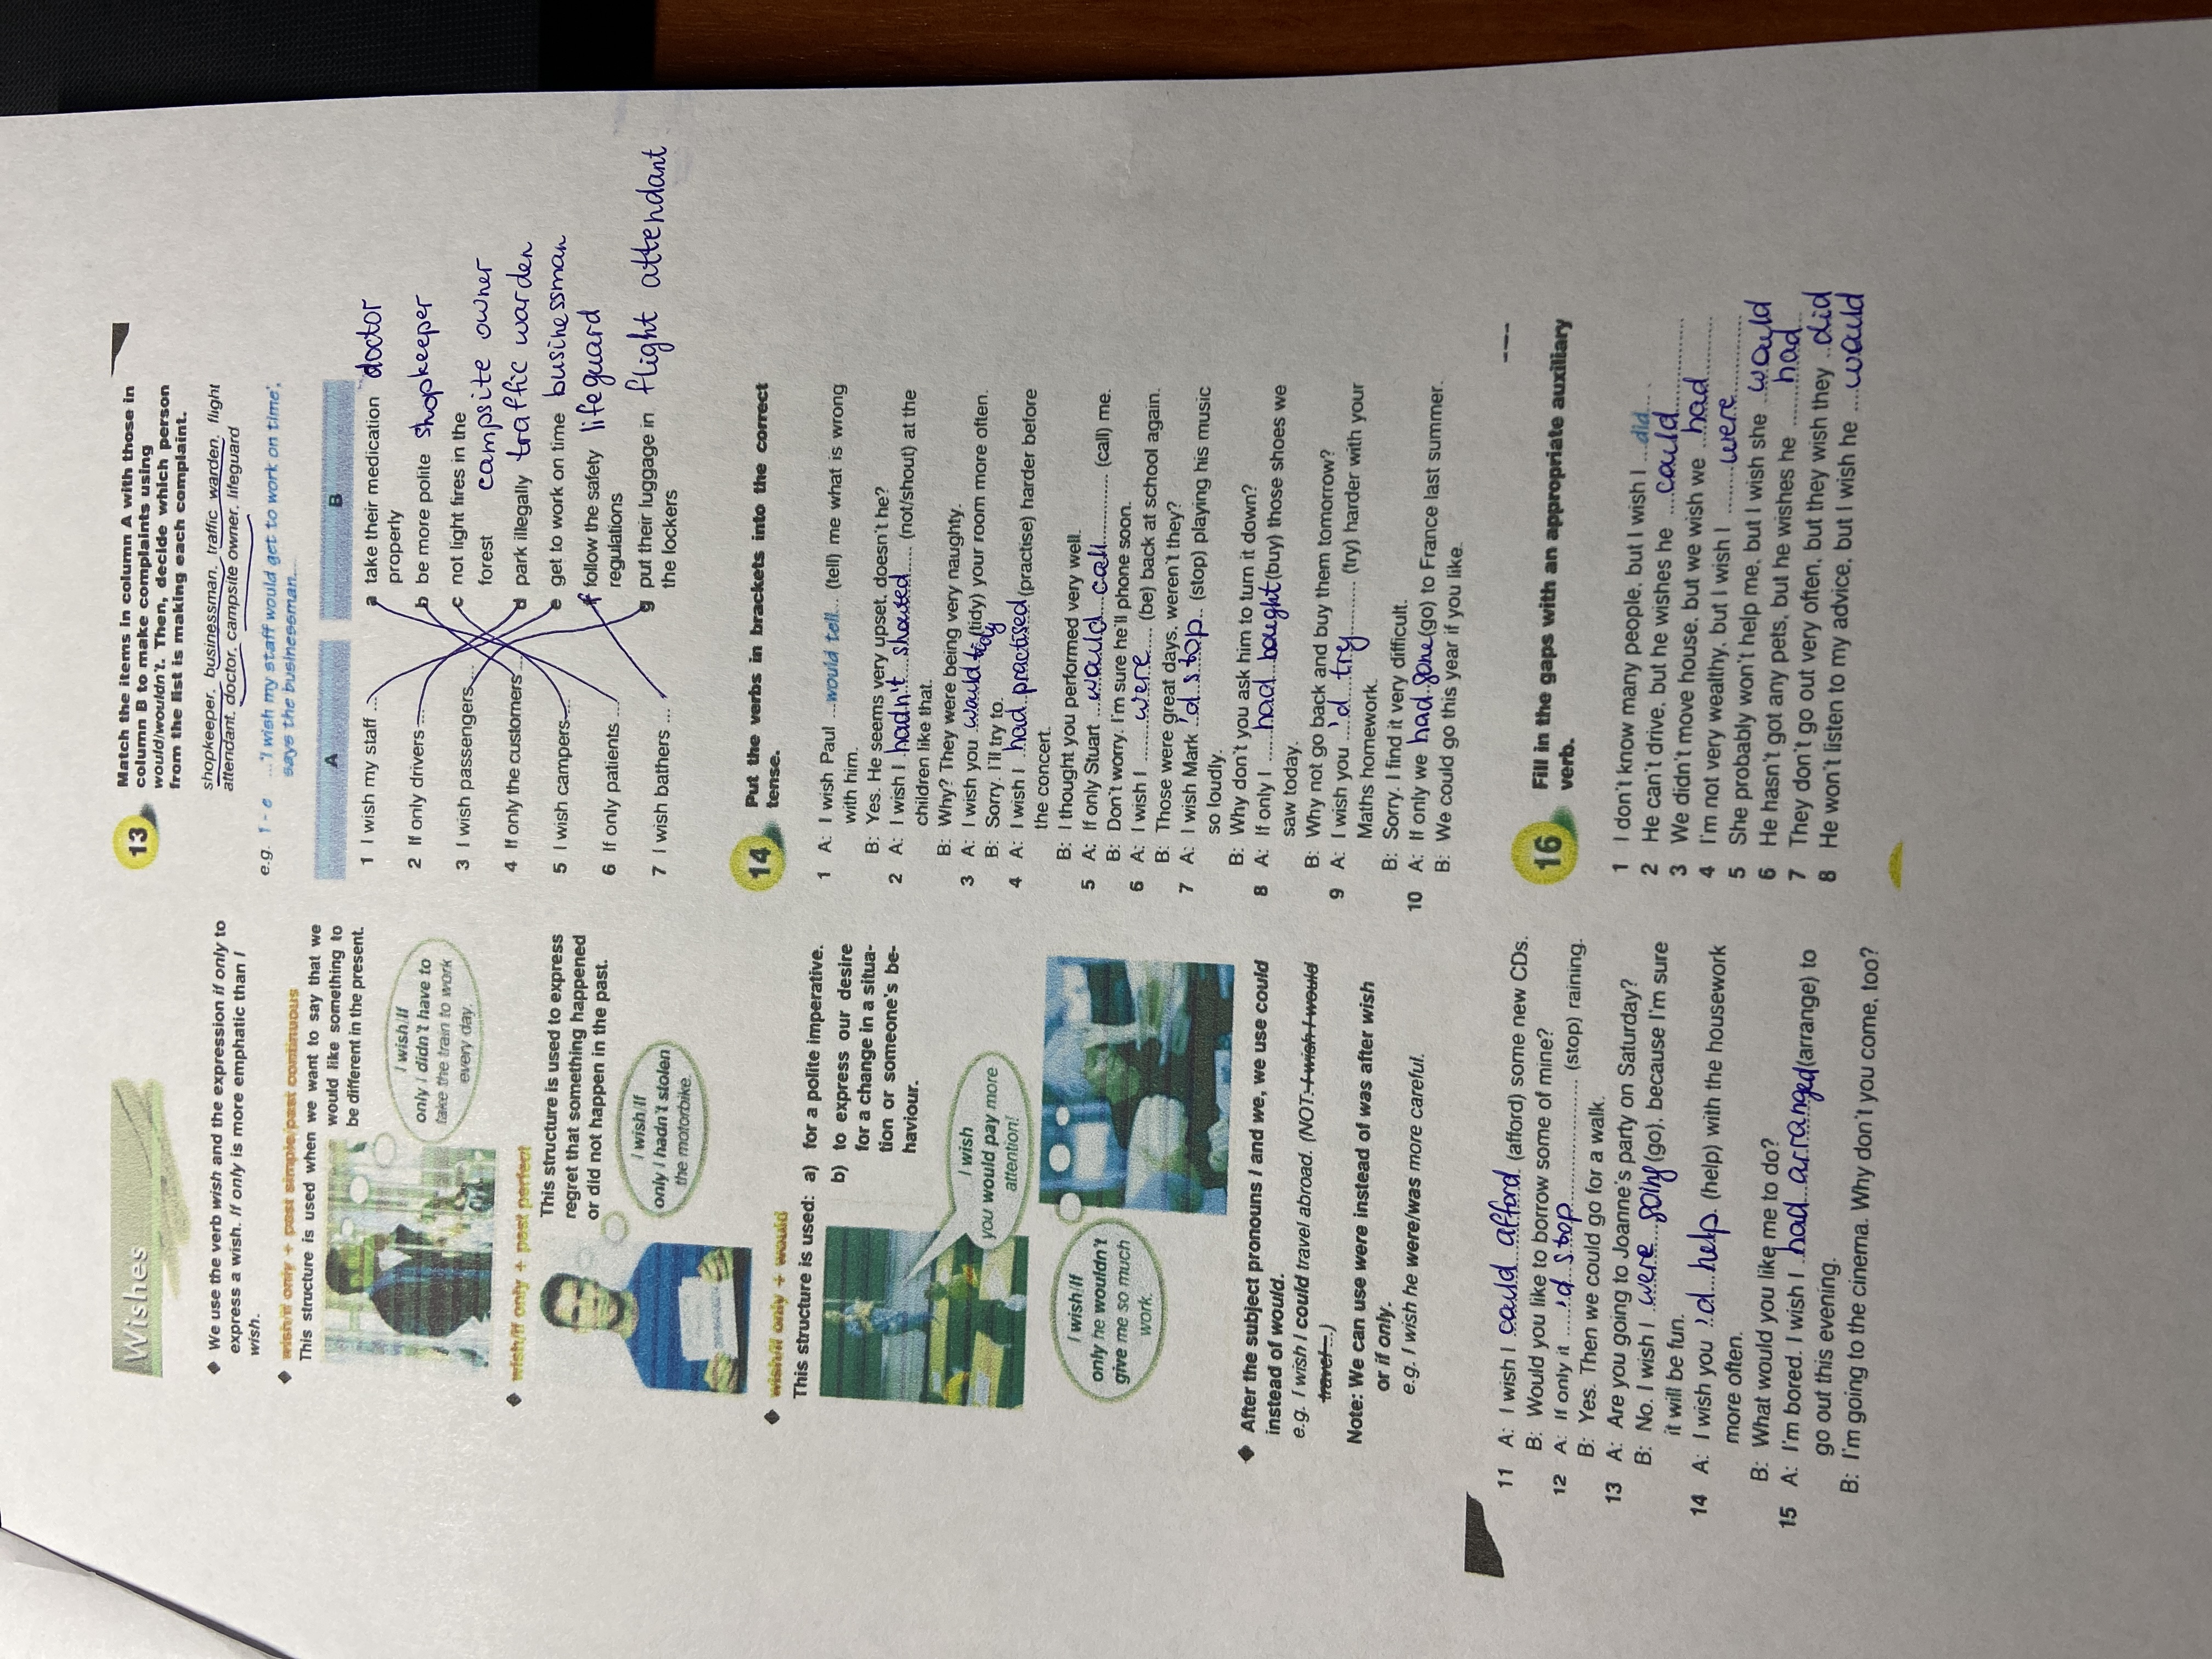 Wishes
◆ We use the verb wish and the expression if only to
express a wish. If only is more emphatic than I
wish.
◆ wish/if only + past simple/past continuous
This structure is used when we want to say that we
would like something to
be different in the present.
I wish/If
only I didn't have to
take the train to work
every day.
◆ wish/if only + past perfect
This structure is used to express
regret that something happened
or did not happen in the past.
I wish/If
only I hadn't stolen
the motorbike.
◆ wish/if only + would
This structure is used: a) for a polite imperative.
b) to express our desire
for a change in a situa-
tion or someone's be-
haviour.
I wish
you would pay more
attention!
I wish/If
only he wouldn't
give me so much
work.
◆ After the subject pronouns I and we, we use could
instead of would.
e.g. I wish I could travel abroad. (NOT: I wish I would
travel ...)
Note: We can use were instead of was after wish
or if only.
e.g. I wish he were/was more careful.
13 Match the items in column A with those in
column B to make complaints using
would/wouldn't. Then, decide which person
from the list is making each complaint.
shopkeeper, businessman, traffic warden, flight
attendant, doctor, campsite owner, lifeguard
e.g. 1 - e ...'I wish my staff would get to work on time',
says the businessman....
A
1 I wish my staff ...
2 If only drivers ...
3 I wish passengers ...
4 If only the customers ...
5 I wish campers ...
6 If only patients ...
7 I wish bathers ...
B
a take their medication doctor
properly
b be more polite shopkeeper
c not light fires in the
forest campsite owner
d park illegally traffic warden
e get to work on time businessman
f follow the safety lifeguard
regulations
g put their luggage in flight attendant
the lockers
14 Put the verbs in brackets into the correct
tense.
1 A: I wish Paul ...would tell... (tell) me what is wrong
with him.
B: Yes. He seems very upset, doesn't he?
2 A: I wish I hadn't shouted (not/shout) at the
children like that.
B: Why? They were being very naughty.
3 A: I wish you would tidy (tidy) your room more often.
B: Sorry. I'll try to.
4 A: I wish I had practised (practise) harder before
the concert.
B: I thought you performed very well.
5 A: If only Stuart would call (call) me.
B: Don't worry. I'm sure he'll phone soon.
6 A: I wish I were (be) back at school again.
B: Those were great days, weren't they?
7 A: I wish Mark 'd stop (stop) playing his music
so loudly.
B: Why don't you ask him to turn it down?
8 A: If only I had bought (buy) those shoes we
saw today.
B: Why not go back and buy them tomorrow?
9 A: I wish you 'd try (try) harder with your
Maths homework.
B: Sorry. I find it very difficult.
10 A: If only we had gone (go) to France last summer.
B: We could go this year if you like.
11 A: I wish I could afford (afford) some new CDs.
B: Would you like to borrow some of mine?
12 A: If only it 'd stop (stop) raining.
B: Yes. Then we could go for a walk.
13 A: Are you going to Joanne's party on Saturday?
B: No. I wish I were going (go), because I'm sure
it will be fun.
14 A: I wish you 'd help (help) with the housework
more often.
B: What would you like me to do?
15 A: I'm bored. I wish I had arranged (arrange) to
go out this evening.
B: I'm going to the cinema. Why don't you come, too?
16 Fill in the gaps with an appropriate auxiliary
verb.
1 I don't know many people, but I wish I ...did... .
2 He can't drive, but he wishes he could
3 We didn't move house, but we wish we had
4 I'm not very wealthy, but I wish I were
5 She probably won't help me, but I wish she would
6 He hasn't got any pets, but he wishes he had
7 They don't go out very often, but they wish they did
8 He won't listen to my advice, but I wish he would